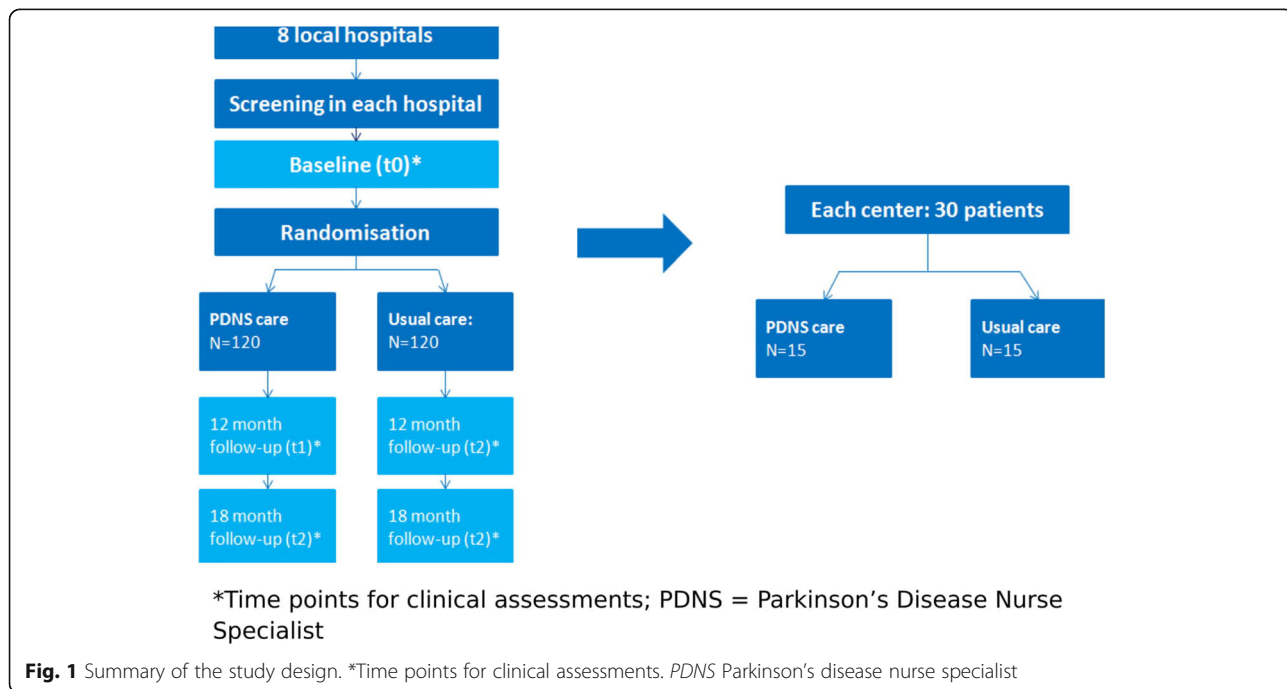 8 local hospitals
Screening in each hospital
Baseline (t0)*
Randomisation
PDNS care
N=120
Usual care:
N=120
12 month
follow-up (t1)*
12 month
follow-up (t2)*
18 month
follow-up (t2)*
18 month
follow-up (t2)*
Each center: 30 patients
PDNS care
N=15
Usual care
N=15
*Time points for clinical assessments; PDNS = Parkinson's Disease Nurse
Specialist
Fig. 1 Summary of the study design. *Time points for clinical assessments. PDNS Parkinson's disease nurse specialist